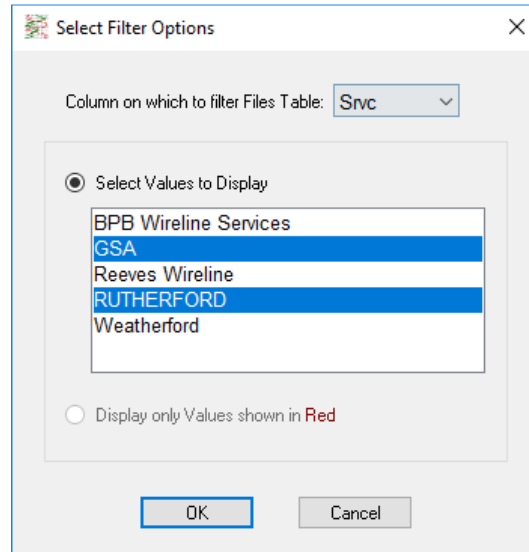 Select Filter Options
Column on which to filter Files Table: Srvc
Select Values to Display
BPB Wireline Services
GSA
Reeves Wireline
RUTHERFORD
Weatherford
Display only Values shown in Red
OK Cancel